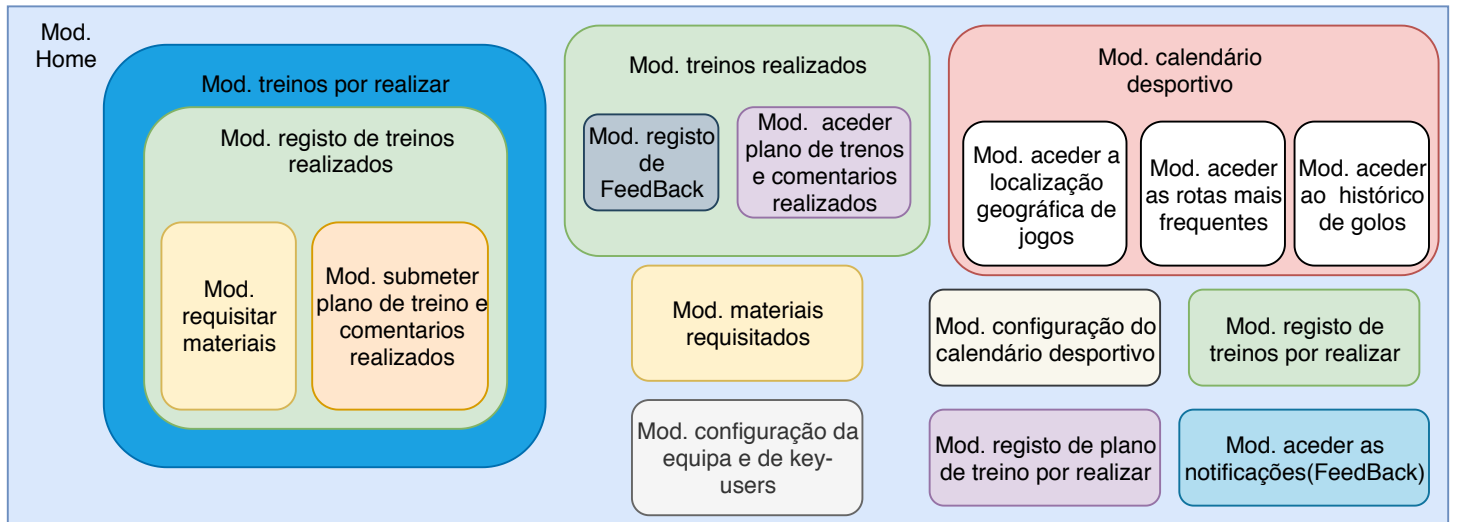 Mod.
Home
Mod. treinos por realizar
Mod. registo de treinos
realizados
Mod.
requisitar
materiais
Mod. submeter
plano de treino e
comentarios
realizados
Mod. treinos realizados
Mod. registo
de
FeedBack
Mod. aceder
plano de trenos
e comentarios
realizados
Mod. calendário
desportivo
Mod. aceder a
localização
geográfica de
jogos
Mod. aceder
as rotas mais
frequentes
Mod. aceder
ao histórico
de golos
Mod. materiais
requisitados
Mod. configuração do
calendário desportivo
Mod. registo de
treinos por realizar
Mod. configuração da
equipa e de key-
users
Mod. registo de plano
de treino por realizar
Mod. aceder as
notificações(FeedBack)